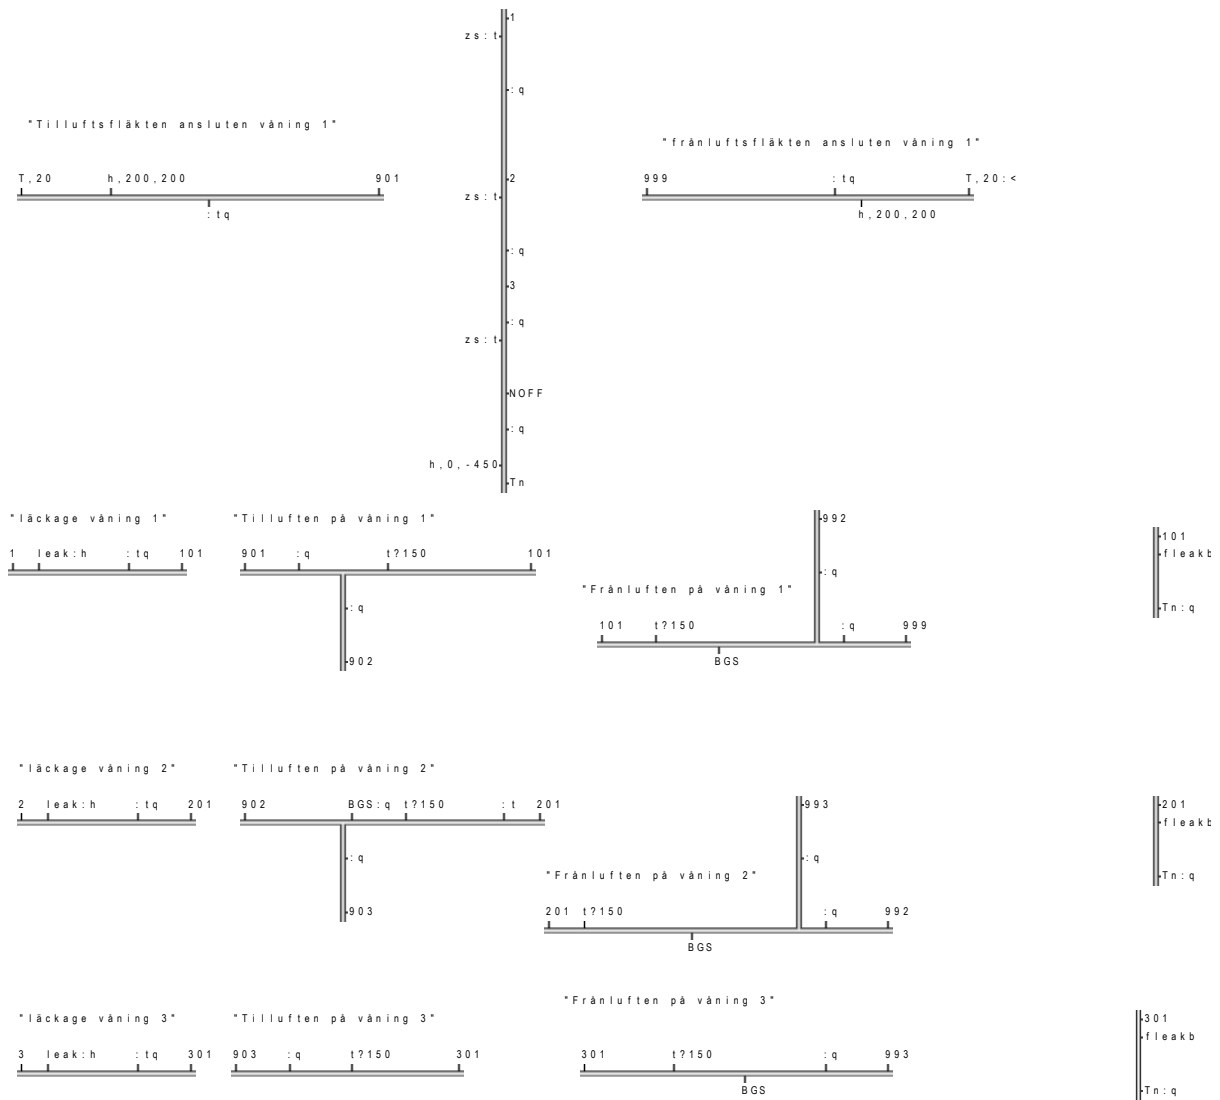 1
zs:t
:q
"Tilluftsfläkten ansluten våning 1"
"frånluftsfläkten ansluten våning 1"
T,20 h,200,200 901
:tq
2
zs:t
999 :tq T,20:<
h,200,200
:q
3
:q
zs:t
NOFF
:q
h,0,-450
Tn
"läckage våning 1"
1 leak:h :tq 101
"Tilluften på våning 1"
901 :q t?150 101
:q
902
992
:q
"Frånluften på våning 1"
101 t?150 :q 999
BGS
101
fleakb
Tn:q
"läckage våning 2"
2 leak:h :tq 201
"Tilluften på våning 2"
902 BGS:q t?150 :t 201
:q
903
993
:q
"Frånluften på våning 2"
201 t?150 :q 992
BGS
201
fleakb
Tn:q
"läckage våning 3"
3 leak:h :tq 301
"Tilluften på våning 3"
903 :q t?150 301
"Frånluften på våning 3"
301 t?150 :q 993
BGS
301
fleakb
Tn:q